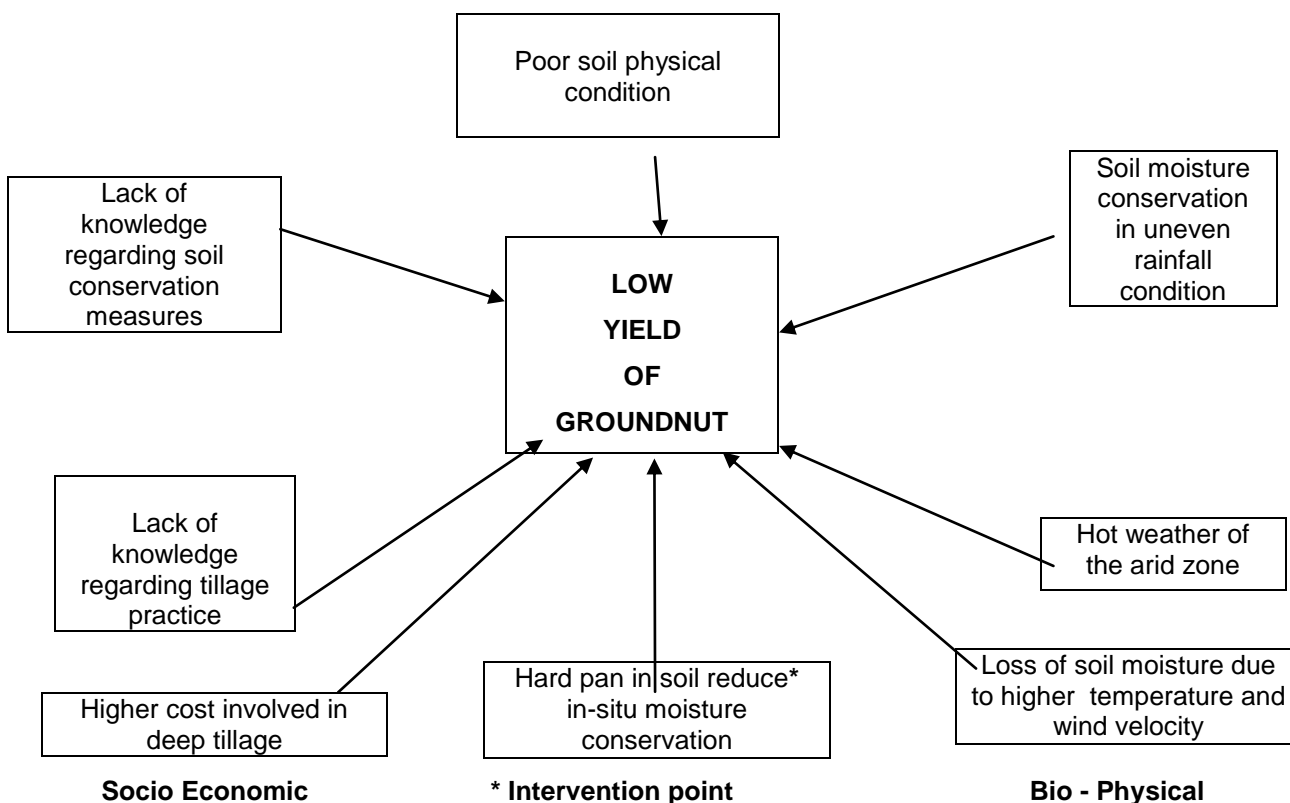 Poor soil physical
condition
Lack of
knowledge
regarding soil
conservation
measures
Soil moisture
conservation
in uneven
rainfall
condition
LOW
YIELD
OF
GROUNDNUT
Lack of
knowledge
regarding tillage
practice
Hot weather of
the arid zone
Higher cost involved in
deep tillage
Hard pan in soil reduce*
in-situ moisture
conservation
Loss of soil moisture due
to higher temperature and
wind velocity
Socio Economic
* Intervention point
Bio - Physical